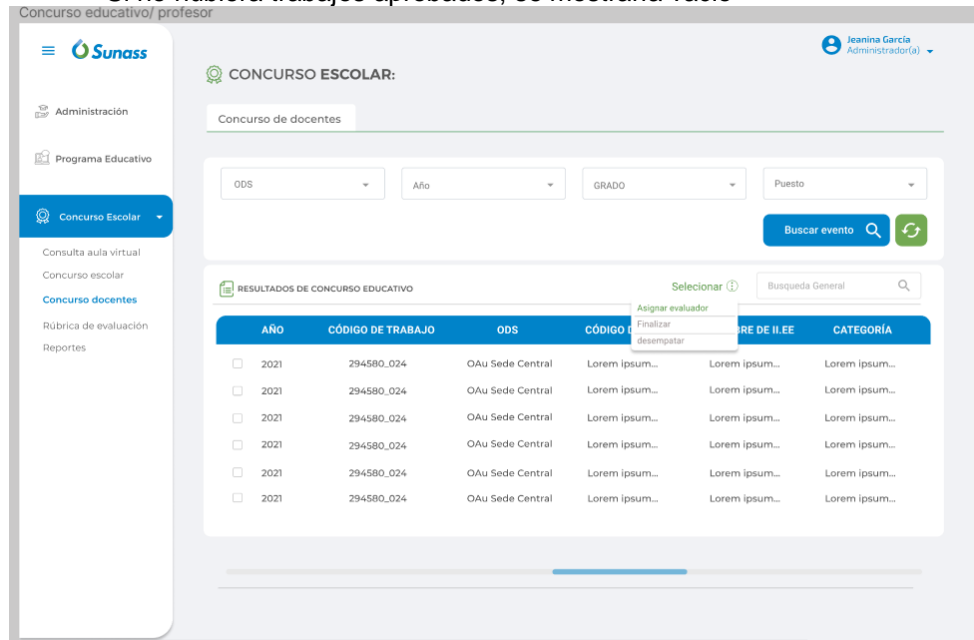 Concurso educativo/ profesor
Sunass
Jeanina García
Administrador(a)
CONCURSO ESCOLAR:
Administración
Concurso de docentes
Programa Educativo
ODS
Año
GRADO
Puesto
Concurso Escolar
Buscar evento
Consulta aula virtual
Concurso escolar
Concurso docentes
Rúbrica de evaluación
Reportes
RESULTADOS DE CONCURSO EDUCATIVO
Selecionar
Busqueda General
Asignar evaluador
Finalizar
desempatar
AÑO CÓDIGO DE TRABAJO ODS CÓDIGO DE II.EE CATEGORÍA
2021 294580_024 OAu Sede Central Lorem ipsum... Lorem ipsum... Lorem ipsum...
2021 294580_024 OAu Sede Central Lorem ipsum... Lorem ipsum... Lorem ipsum...
2021 294580_024 OAu Sede Central Lorem ipsum... Lorem ipsum... Lorem ipsum...
2021 294580_024 OAu Sede Central Lorem ipsum... Lorem ipsum... Lorem ipsum...
2021 294580_024 OAu Sede Central Lorem ipsum... Lorem ipsum... Lorem ipsum...
2021 294580_024 OAu Sede Central Lorem ipsum... Lorem ipsum... Lorem ipsum...